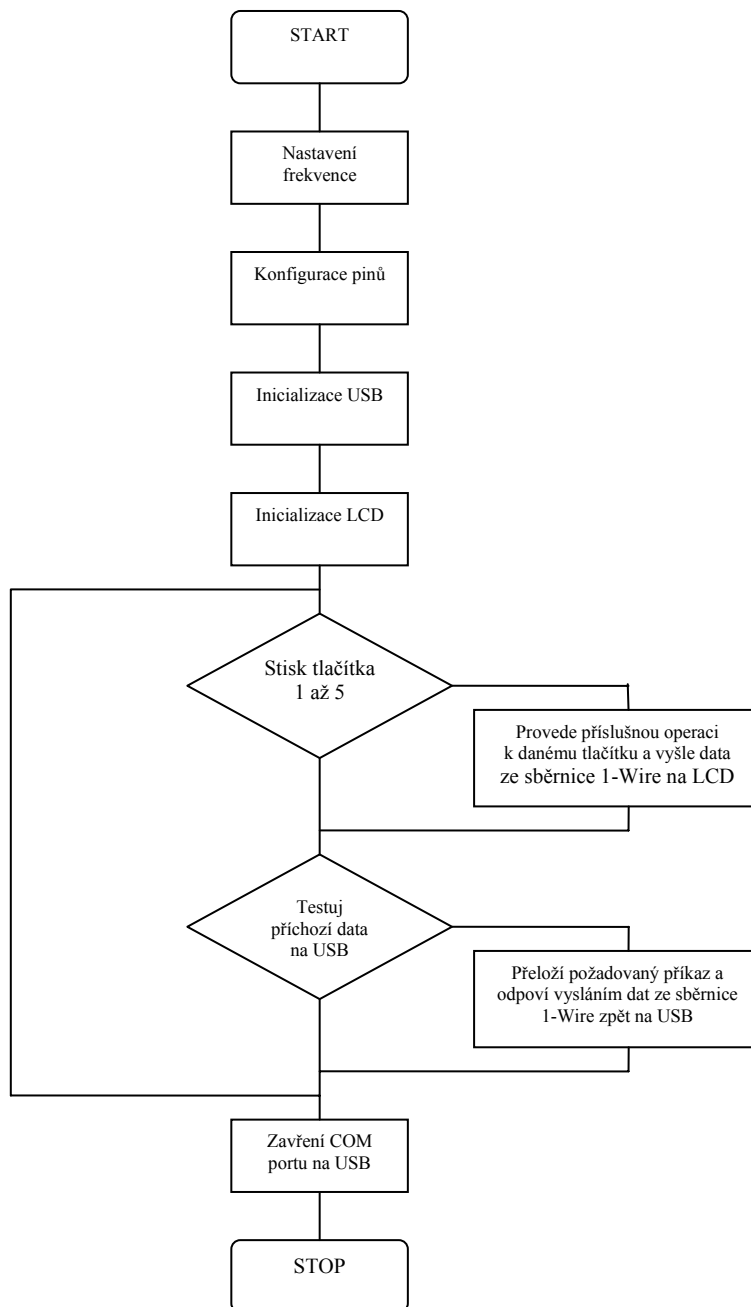 START
Nastavení
frekvence
Konfigurace pinů
Inicializace USB
Inicializace LCD
Stisk tlačítka
1 až 5
Provede příslušnou operaci
k danému tlačítku a vyšle data
ze sběrnice 1-Wire na LCD
Testuj
příchozí data
na USB
Přeloží požadovaný příkaz a
odpoví vysláním dat ze sběrnice
1-Wire zpět na USB
Zavření COM
portu na USB
STOP